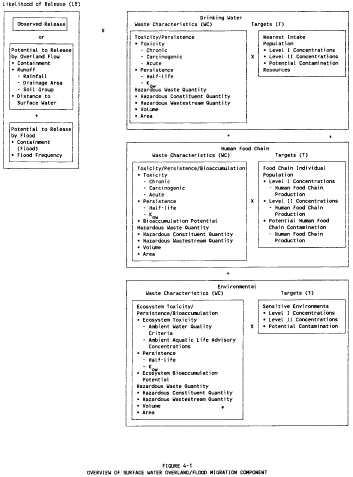 Likelihood of Release (LR)
Observed Release
or
Potential to Release
by Overland Flow
• Containment
• Runoff
- Rainfall
- Drainage Area
- Soil Group
• Distance to
Surface Water
+
Potential to Release
by Flood
• Containment
(Flood)
• Flood Frequency
X
Drinking Water
Waste Characteristics (WC)
Toxicity/Persistence
• Toxicity
- Chronic
- Carcinogenic
- Acute
• Persistence
- Half-life
- Kow
Hazardous Waste Quantity
• Hazardous Constituent Quantity
• Hazardous Wastestream Quantity
• Volume
• Area
X
Targets (T)
Nearest Intake
Population
• Level I Concentrations
• Level II Concentrations
• Potential Contamination
Resources
+
+
Human Food Chain
Waste Characteristics (WC)
Toxicity/Persistence/Bioaccumulation
• Toxicity
- Chronic
- Carcinogenic
- Acute
• Persistence
- Half-life
- Kow
• Bioaccumulation Potential
Hazardous Waste Quantity
• Hazardous Constituent Quantity
• Hazardous Wastestream Quantity
• Volume
• Area
X
Targets (T)
Food Chain Individual
Population
• Level I Concentrations
- Human Food Chain
Production
• Level II Concentrations
- Human Food Chain
Production
• Potential Human Food
Chain Contamination
- Human Food Chain
Production
+
Environmental
Waste Characteristics (WC)
Ecosystem Toxicity/
Persistence/Bioaccumulation
• Ecosystem Toxicity
- Ambient Water Quality
Criteria
- Ambient Aquatic Life Advisory
Concentrations
• Persistence
- Half-life
- Kow
• Ecosystem Bioaccumulation
Potential
Hazardous Waste Quantity
• Hazardous Constituent Quantity
• Hazardous Wastestream Quantity
• Volume
• Area
X
Targets (T)
Sensitive Environments
• Level I Concentrations
• Level II Concentrations
• Potential Contamination
FIGURE 4-1
OVERVIEW OF SURFACE WATER OVERLAND/FLOOD MIGRATION COMPONENT